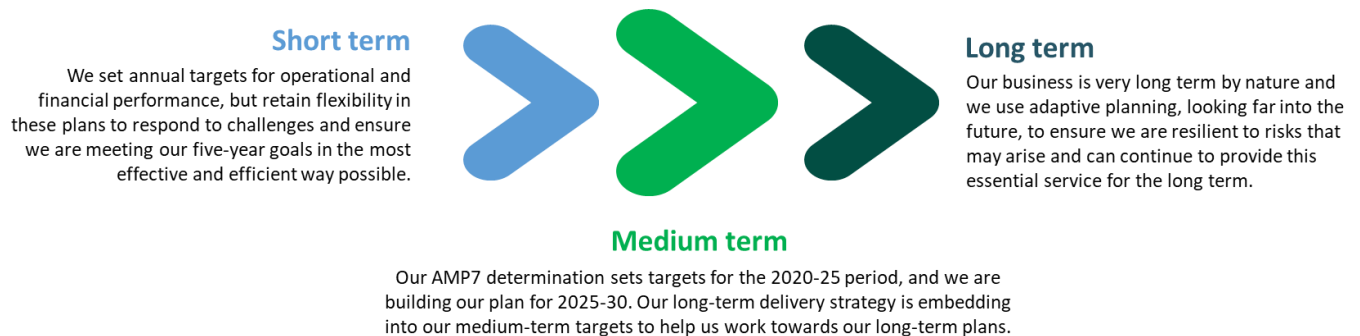 Short term
We set annual targets for operational and
financial performance, but retain flexibility in
these plans to respond to challenges and ensure
we are meeting our five-year goals in the most
effective and efficient way possible.
Medium term
Our AMP7 determination sets targets for the 2020-25 period, and we are
building our plan for 2025-30. Our long-term delivery strategy is embedding
into our medium-term targets to help us work towards our long-term plans.
Long term
Our business is very long term by nature and
we use adaptive planning, looking far into the
future, to ensure we are resilient to risks that
may arise and can continue to provide this
essential service for the long term.